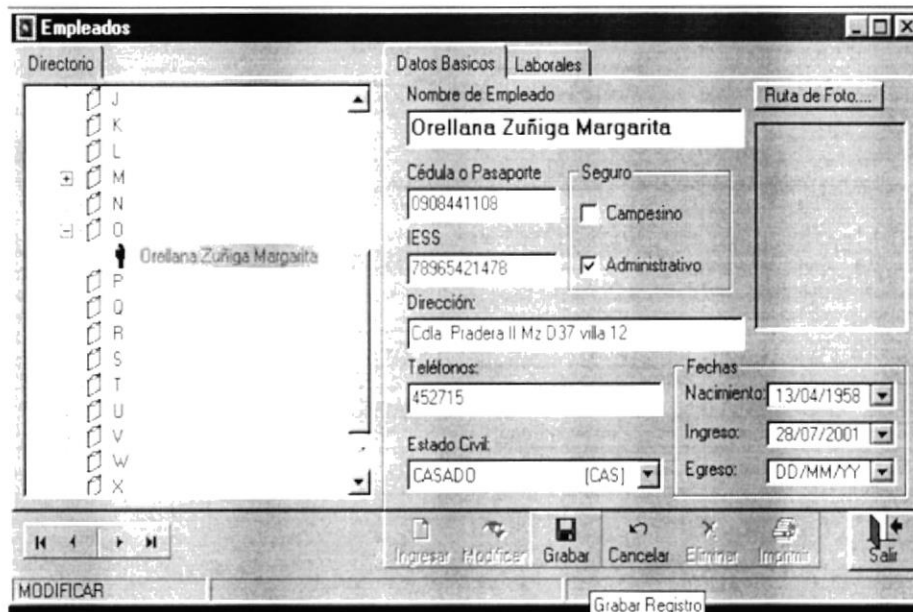 Empleados
Directorio
J
K
L
M
N
O
Orellana Zuñiga Margarita
P
Q
R
S
T
U
V
W
X
Datos Basicos Laborales
Nombre de Empleado
Ruta de Foto....
Orellana Zuñiga Margarita
Cédula o Pasaporte
0908441108
Seguro
Campesino
Administrativo
IESS
78965421478
Dirección:
Cdla Pradera II Mz D37 villa 12
Teléfonos:
452715
Estado Civil:
CASADO [CAS]
Fechas
Nacimiento: 13/04/1958
Ingreso: 28/07/2001
Egreso: DD/MM/YY
Ingresar Modificar Grabar Cancelar Eliminar Imprimir Salir
MODIFICAR
Grabar Registro